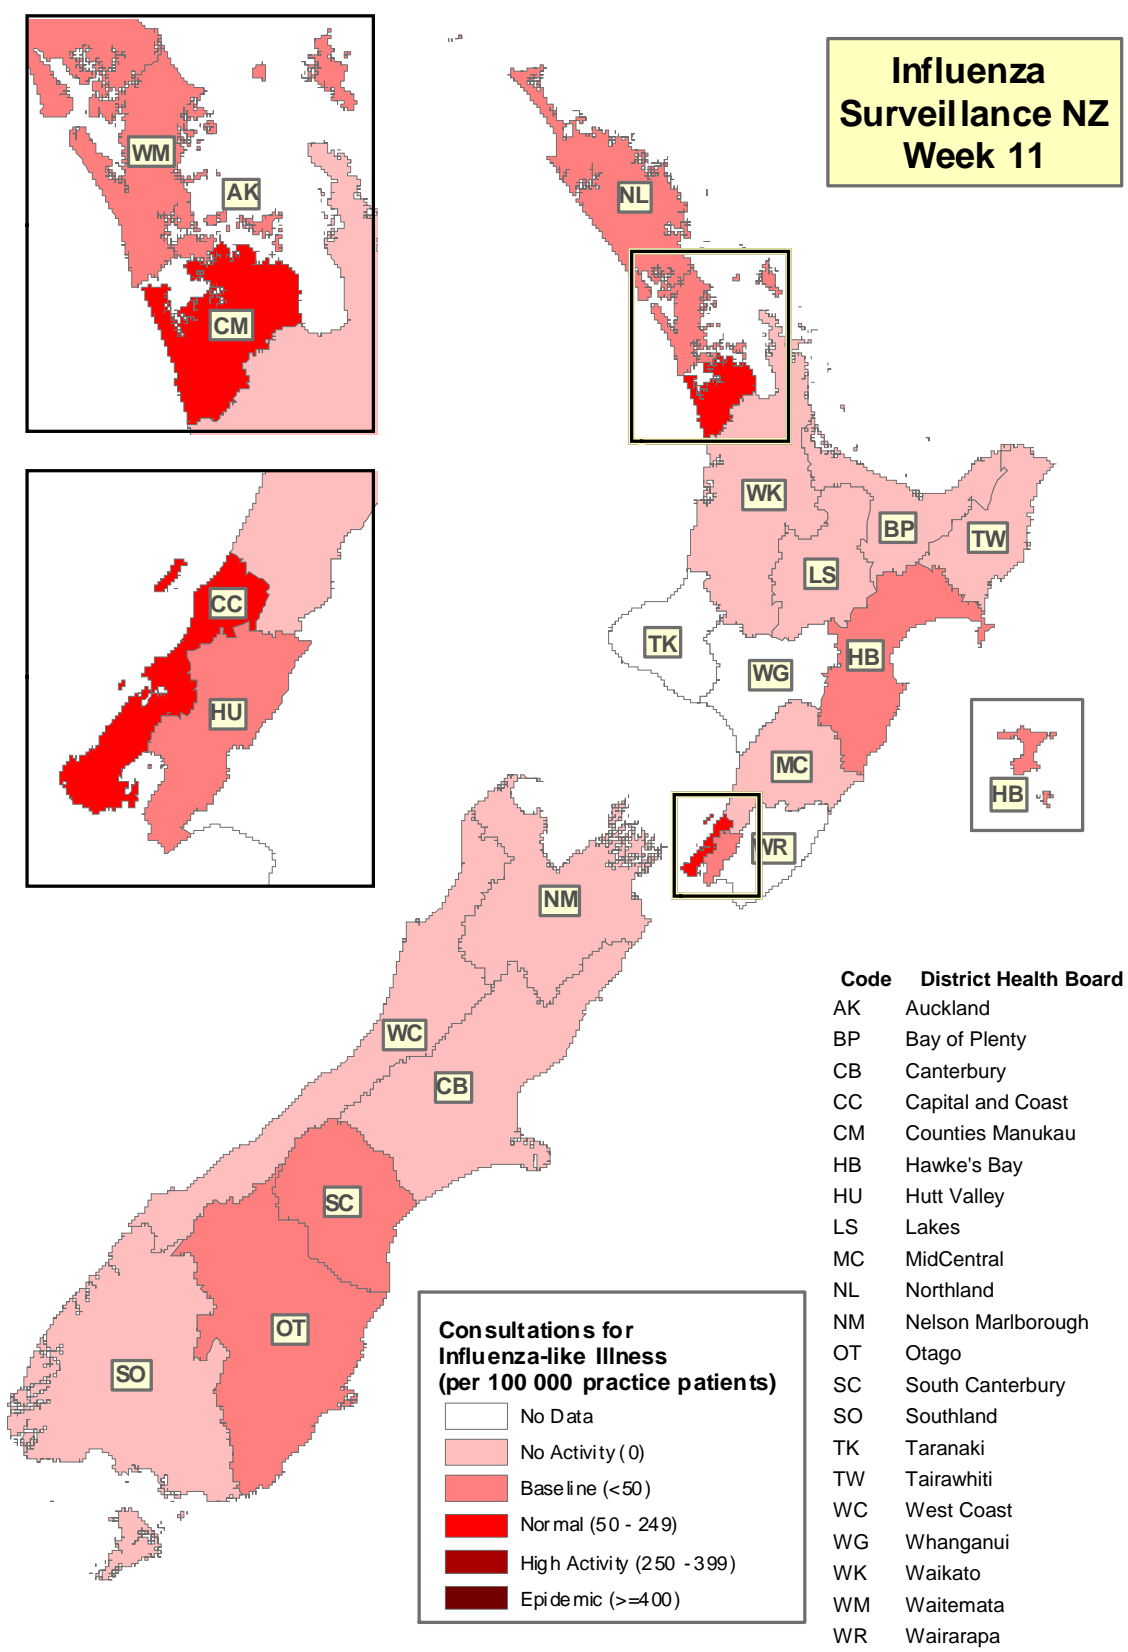 Influenza
Surveillance NZ
Week 11
WM
AK
CM
NL
WK
BP
TW
LS
TK
HB
WG
CC
HU
MC
HB
WR
NM
WC
CB
SC
OT
SO
Code District Health Board
AK Auckland
BP Bay of Plenty
CB Canterbury
CC Capital and Coast
CM Counties Manukau
HB Hawke's Bay
HU Hutt Valley
LS Lakes
MC MidCentral
NL Northland
NM Nelson Marlborough
OT Otago
SC South Canterbury
SO Southland
TK Taranaki
TW Tairawhiti
WC West Coast
WG Whanganui
WK Waikato
WM Waitemata
WR Wairarapa
Consultations for
Influenza-like Illness
(per 100 000 practice patients)
No Data
No Activity (0)
Baseline (<50)
Normal (50 - 249)
High Activity (250 - 399)
Epidemic (>=400)